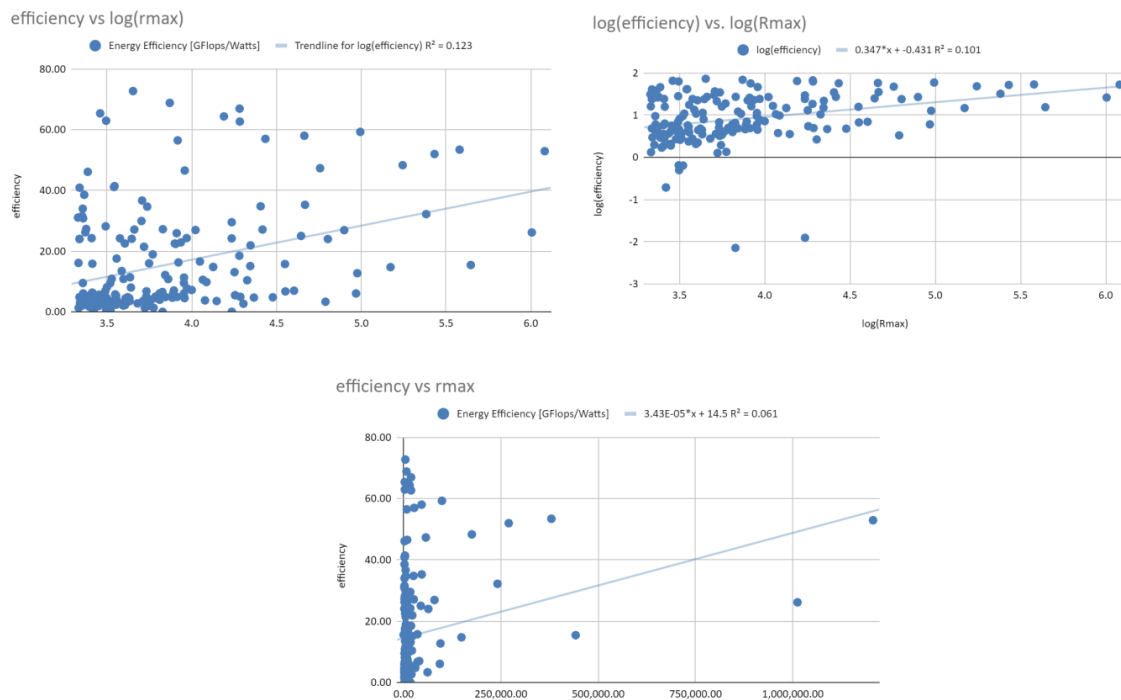 efficiency vs log(rmax)
Energy Efficiency [GFlops/Watts] Trendline for log(efficiency) R² = 0.123
80.00
60.00
40.00
20.00
0.00
efficiency
3.5 4.0 4.5 5.0 5.5 6.0
log(efficiency) vs. log(Rmax)
log(efficiency) 0.347*x + -0.431 R² = 0.101
2
1
0
-1
-2
-3
log(efficiency)
3.5 4.0 4.5 5.0 5.5 6.0
log(Rmax)
efficiency vs rmax
Energy Efficiency [GFlops/Watts] 3.43E-05*x + 14.5 R² = 0.061
80.00
60.00
40.00
20.00
0.00
efficiency
0.00 250,000.00 500,000.00 750,000.00 1,000,000.00